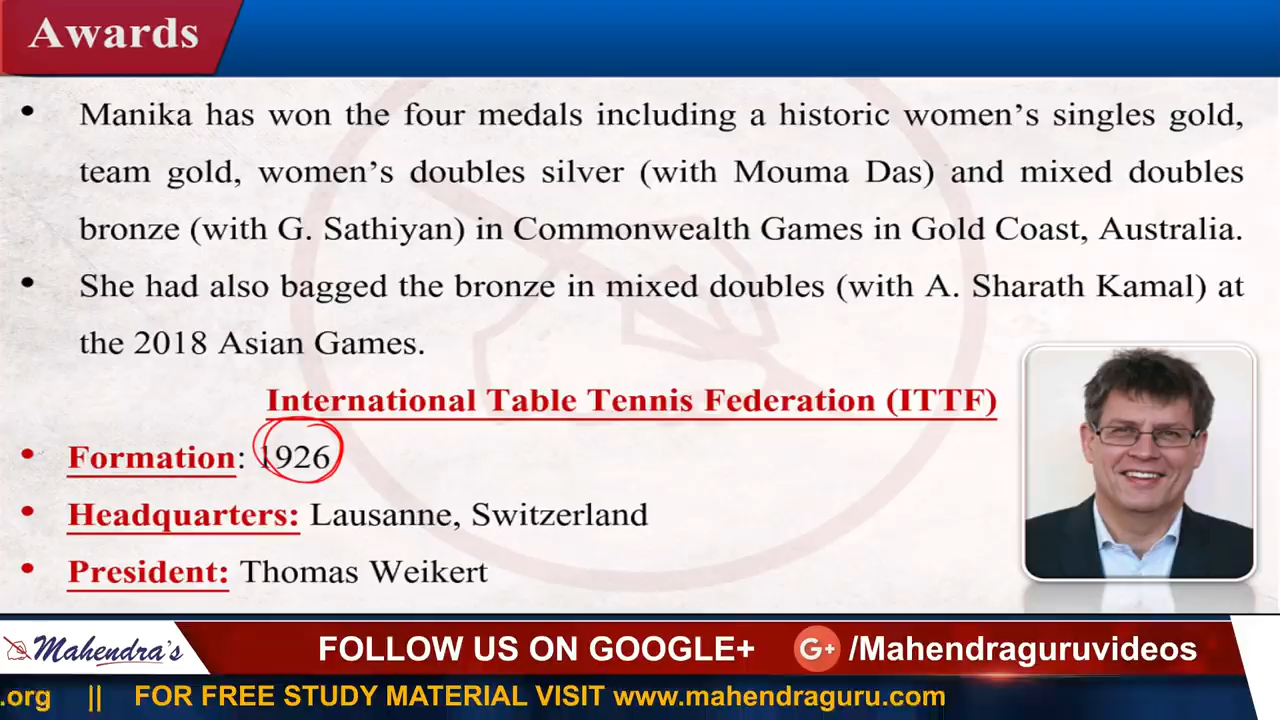 Awards
• Manika has won the four medals including a historic women's singles gold,
team gold, women's doubles silver (with Mouma Das) and mixed doubles
bronze (with G. Sathiyan) in Commonwealth Games in Gold Coast, Australia.
• She had also bagged the bronze in mixed doubles (with A. Sharath Kamal) at
the 2018 Asian Games.
International Table Tennis Federation (ITTF)
• Formation: 1926
• Headquarters: Lausanne, Switzerland
• President: Thomas Weikert
Mahendra's FOLLOW US ON GOOGLE+ G+ /Mahendraguruvideos
.org || FOR FREE STUDY MATERIAL VISIT www.mahendraguru.com